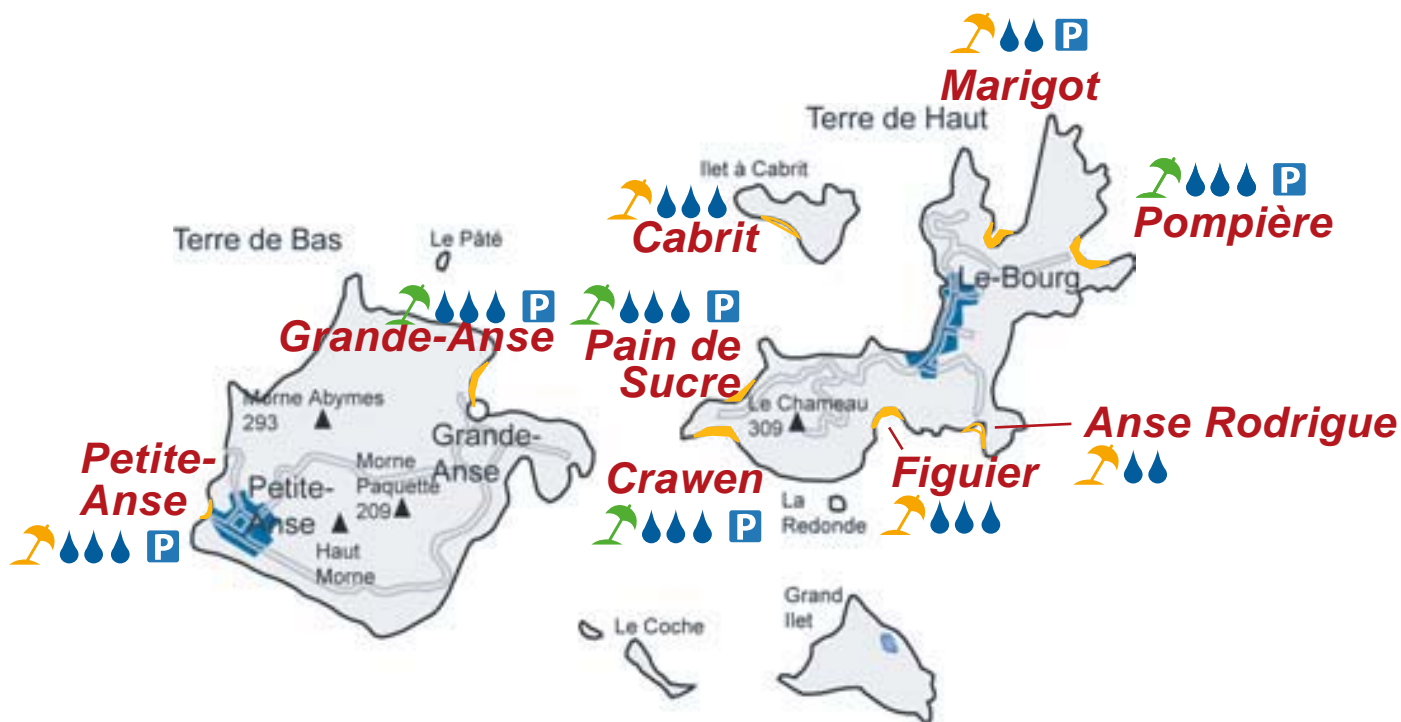 P
Marigot
Terre de Haut
Ilet à Cabrit
P
Cabrit
Pompière
Terre de Bas
Le Pâté
Le-Bourg
P
P
Grande-Anse
Pain de
Sucre
Morne Abymes
293
Le Chameau
309
Grande-
Anse
Anse Rodrigue
Petite-
Anse
Morne
Paquette
209
Petite-
Anse
Crawen
Figuier
P
La
Redonde
P
Haut
Morne
Grand
Ilet
Le Coche